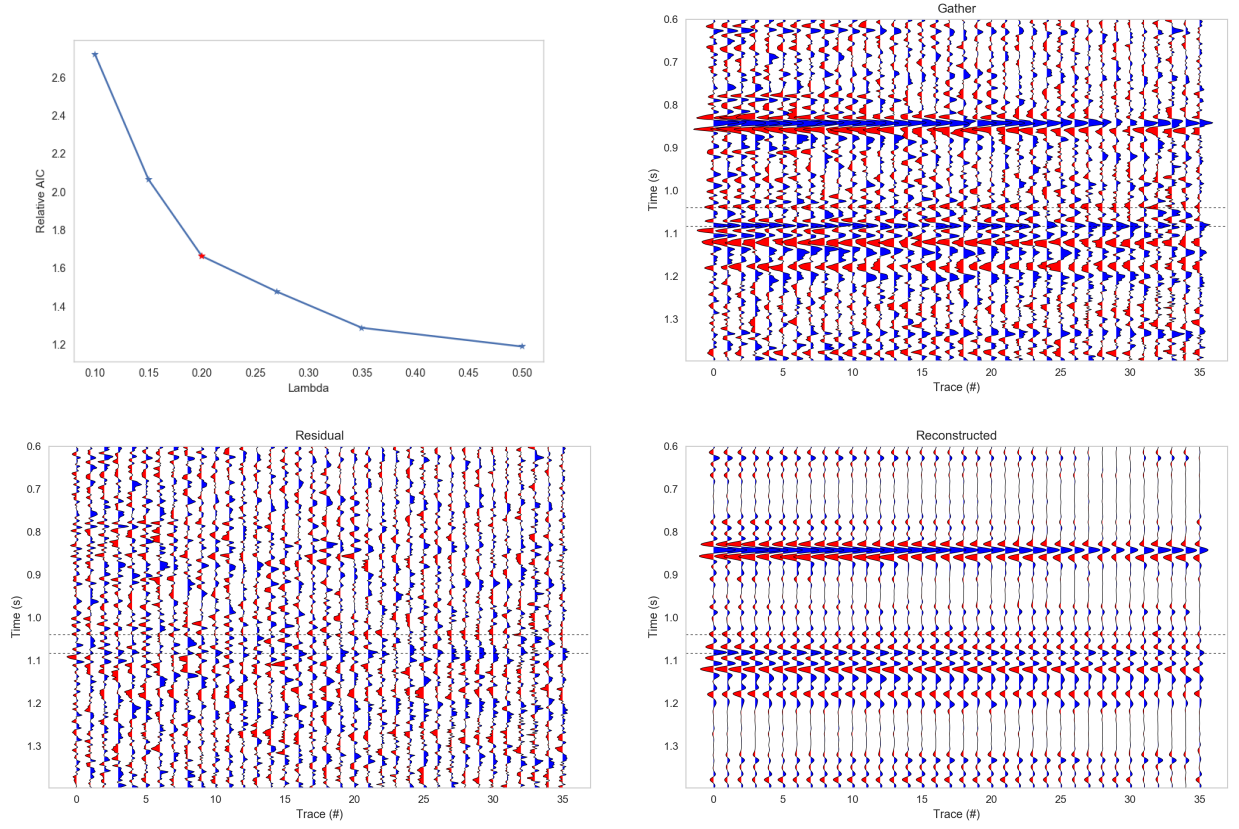 Relative AIC
2.6
2.4
2.2
2.0
1.8
1.6
1.4
1.2
0.10 0.15 0.20 0.25 0.30 0.35 0.40 0.45 0.50
Lambda
Gather
Time (s)
0.6
0.7
0.8
0.9
1.0
1.1
1.2
1.3
0 5 10 15 20 25 30 35
Trace (#)
Residual
Time (s)
0.6
0.7
0.8
0.9
1.0
1.1
1.2
1.3
0 5 10 15 20 25 30 35
Trace (#)
Reconstructed
Time (s)
0.6
0.7
0.8
0.9
1.0
1.1
1.2
1.3
0 5 10 15 20 25 30 35
Trace (#)